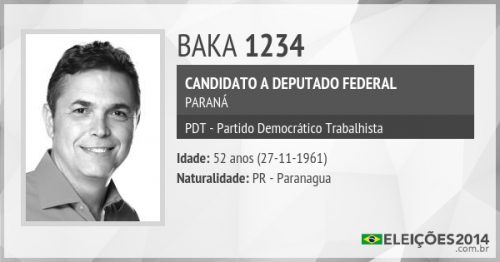 BAKA 1234
CANDIDATO A DEPUTADO FEDERAL
PARANÁ
PDT - Partido Democrático Trabalhista
Idade: 52 anos (27-11-1961)
Naturalidade: PR - Paranagua
ELEIÇÕES2014
.com.br